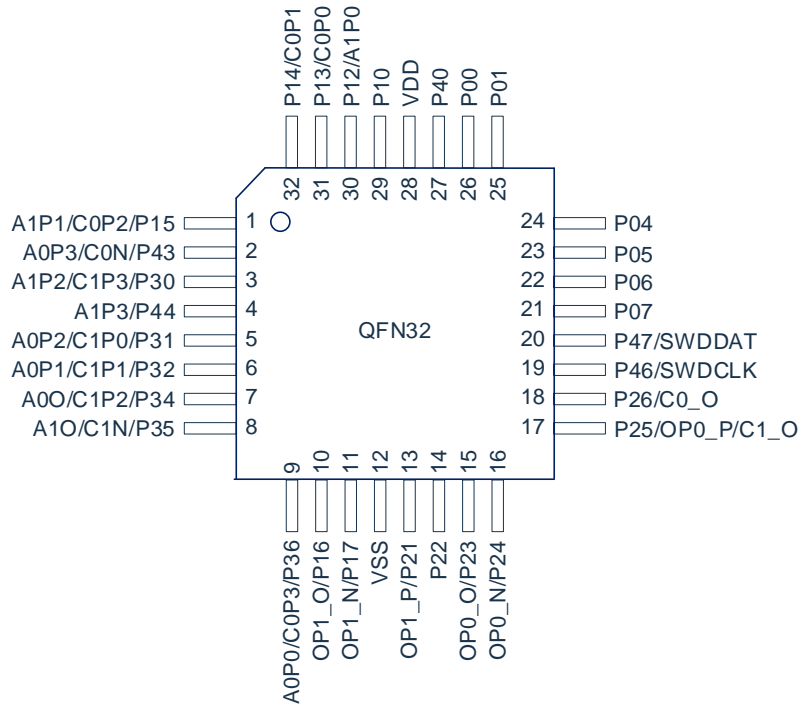 P14/C0P1
P13/C0P0
P12/A1P0
P10
VDD
P40
P00
P01
32
31
30
29
28
27
26
25
A1P1/C0P2/P15 1
A0P3/C0N/P43 2
A1P2/C1P3/P30 3
A1P3/P44 4
A0P2/C1P0/P31 5
A0P1/C1P1/P32 6
A0O/C1P2/P34 7
A1O/C1N/P35 8
QFN32
24 P04
23 P05
22 P06
21 P07
20 P47/SWDDAT
19 P46/SWDCLK
18 P26/C0_O
17 P25/OP0_P/C1_O
9
10
11
12
13
14
15
16
A0P0/C0P3/P36
OP1_O/P16
OP1_N/P17
VSS
OP1_P/P21
P22
OP0_O/P23
OP0_N/P24